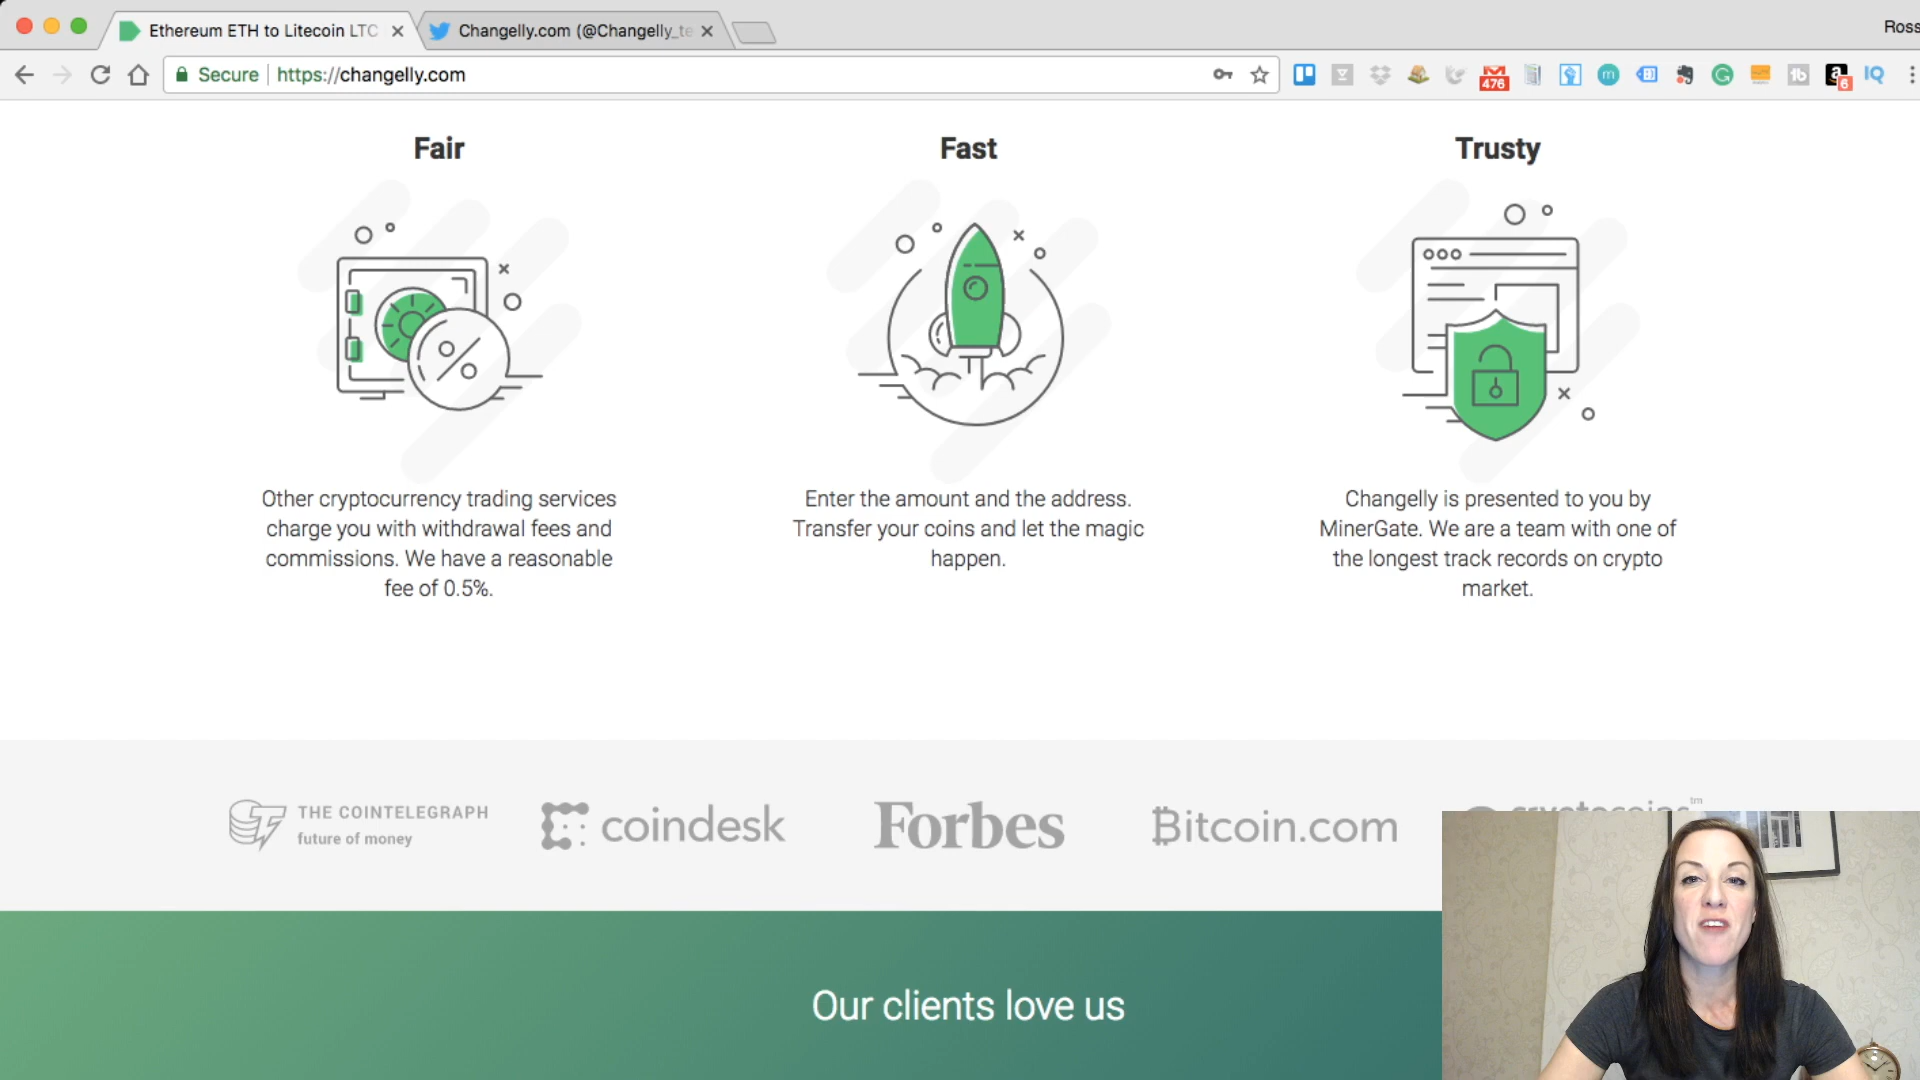 Ross
Ethereum ETH to Litecoin LTC
Changelly.com (@Changelly_te
Secure
https://changelly.com
476
6
Fair
Fast
Trusty
Other cryptocurrency trading services
charge you with withdrawal fees and
commissions. We have a reasonable
fee of 0.5%.
Enter the amount and the address.
Transfer your coins and let the magic
happen.
Changelly is presented to you by
MinerGate. We are a team with one of
the longest track records on crypto
market.
THE COINTELEGRAPH
future of money
coindesk
Forbes
Bitcoin.com
Our clients love us